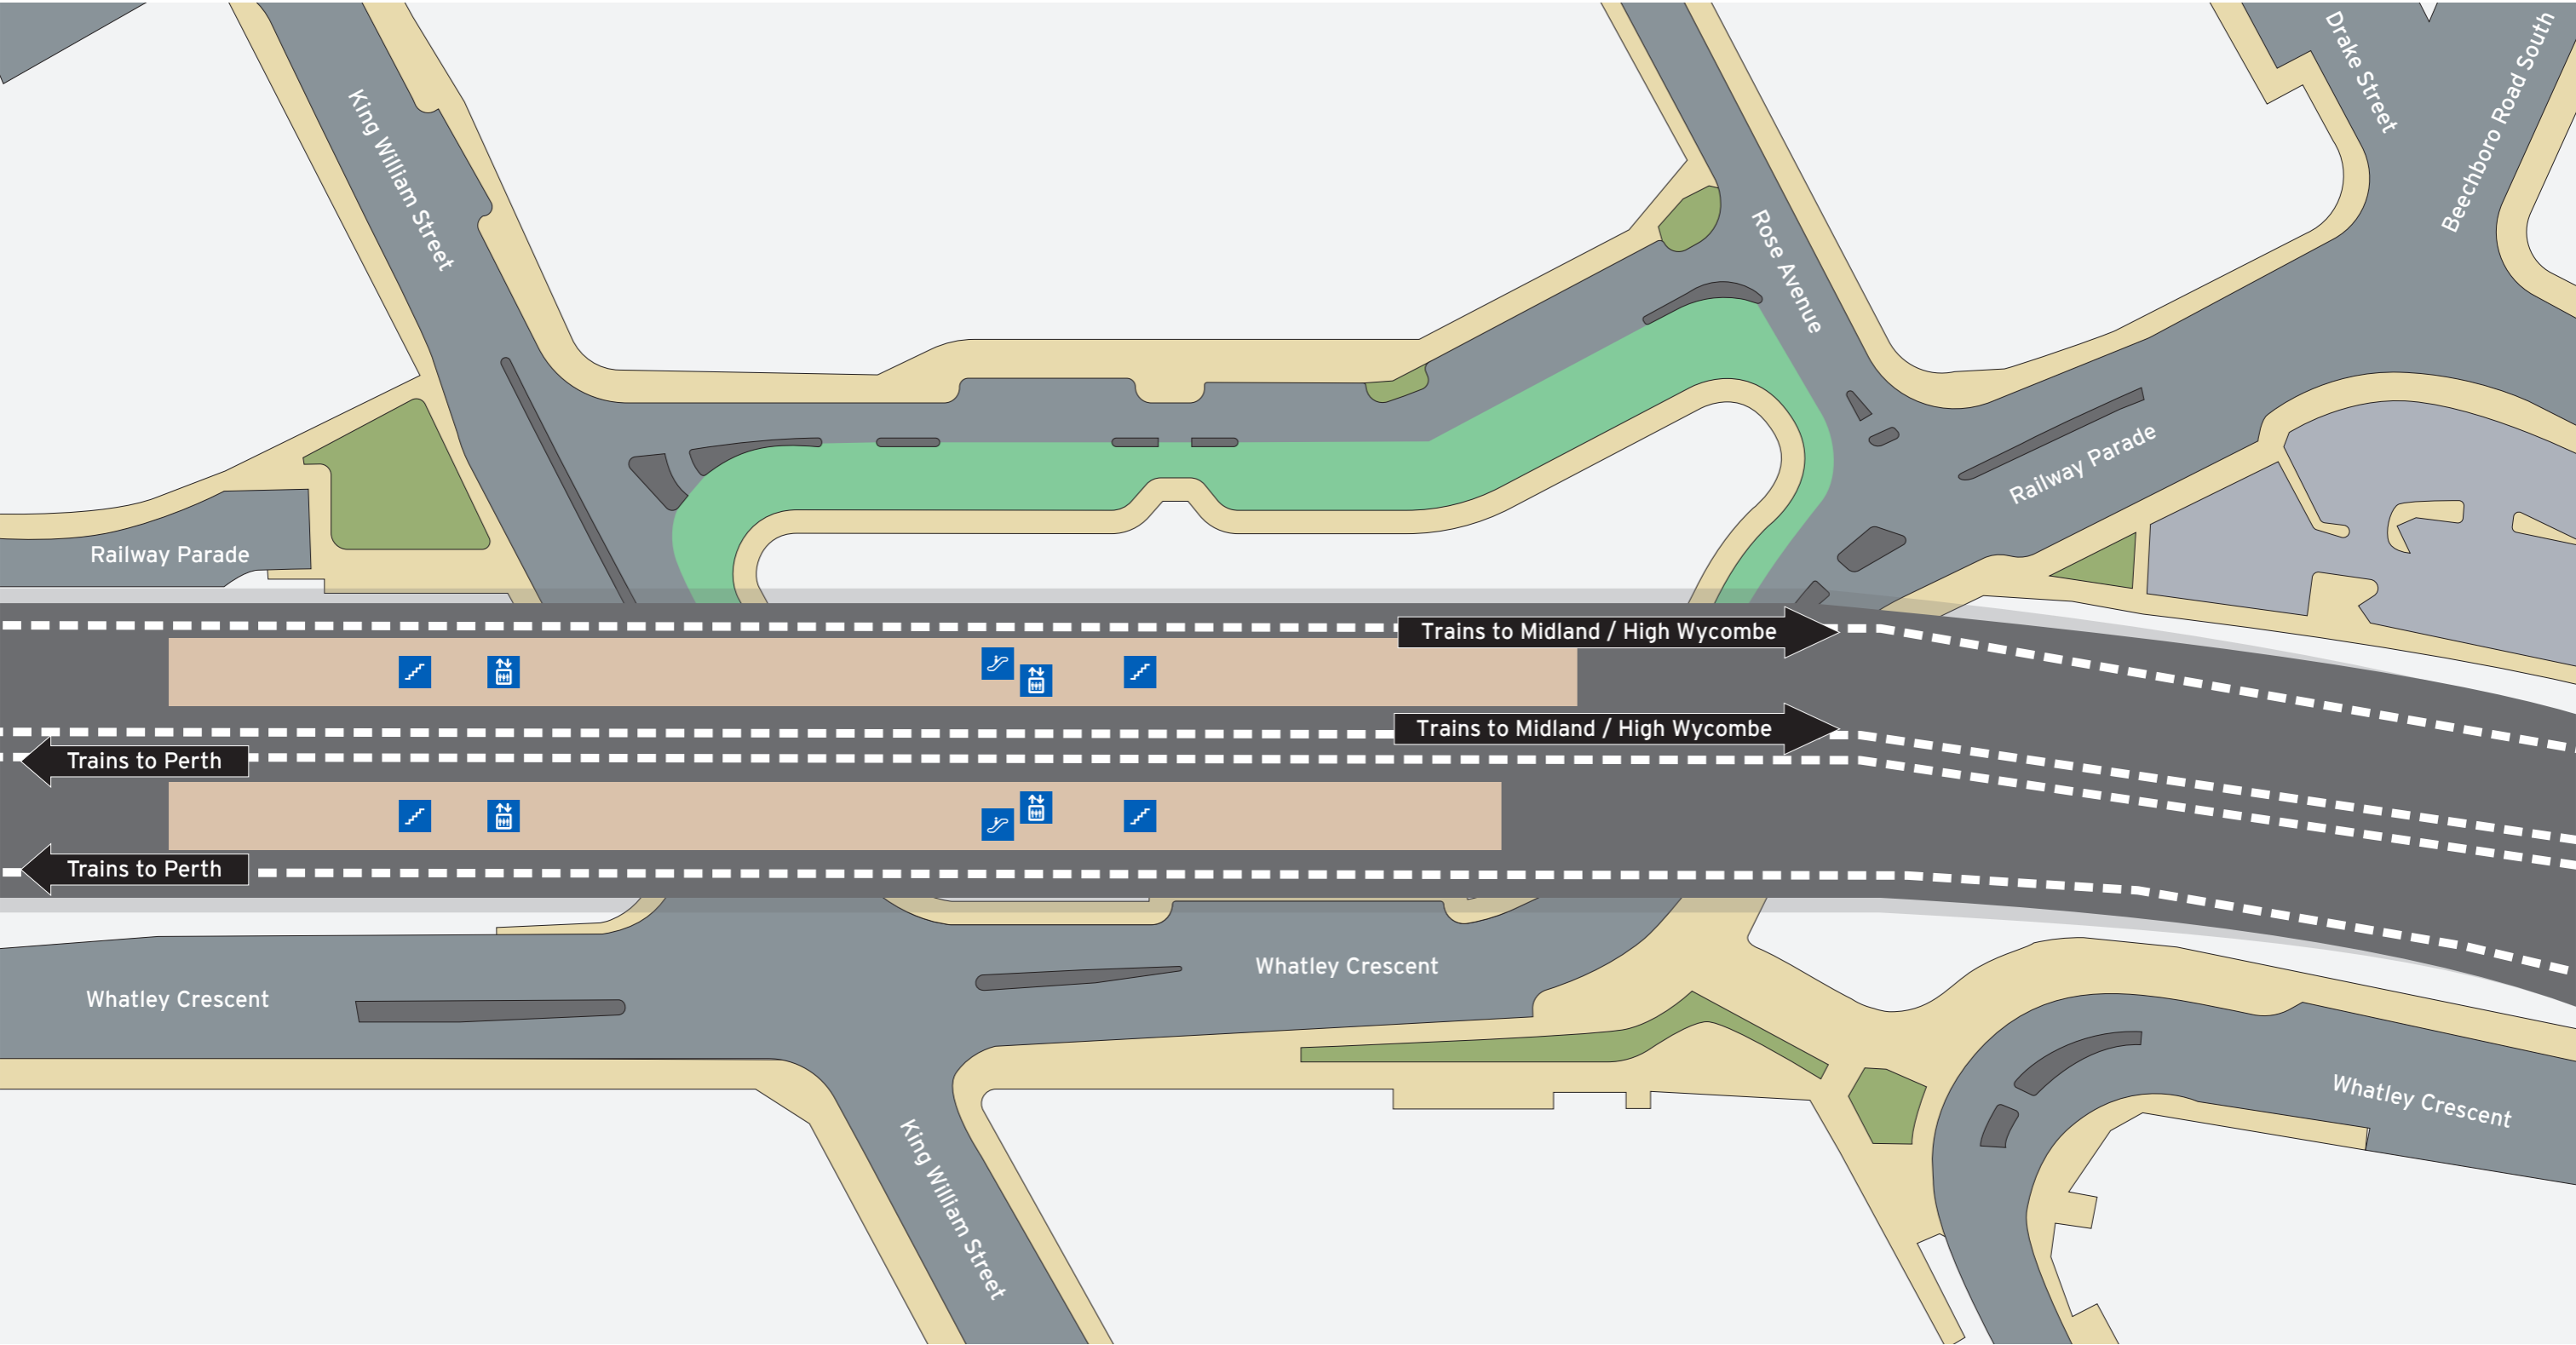 Drake Street
Beechboro Road South
King William Street
Rose Avenue
Railway Parade
Railway Parade
Trains to Midland / High Wycombe
Trains to Midland / High Wycombe
Trains to Perth
Trains to Perth
Whatley Crescent
Whatley Crescent
Whatley Crescent
King William Street